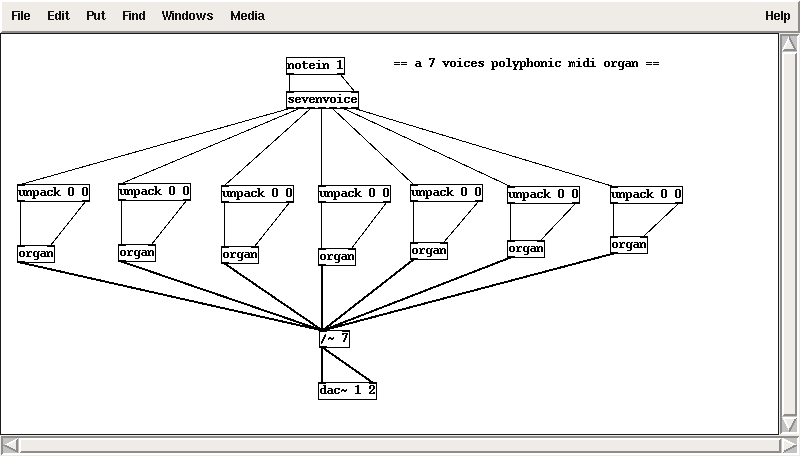 File Edit Put Find Windows Media Help
notein 1 == a 7 voices polyphonic midi organ ==
sevenvoice
unpack 0 0 unpack 0 0 unpack 0 0 unpack 0 0 unpack 0 0 unpack 0 0 unpack 0 0
organ organ organ organ organ organ organ
/~ 7
dac~ 1 2